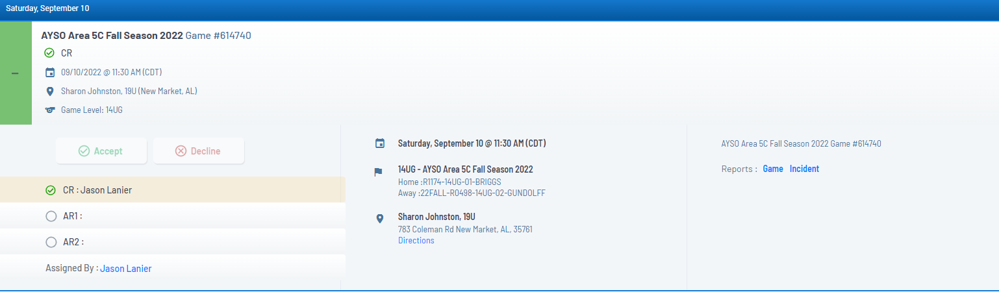 Saturday, September 10
AYSO Area 5C Fall Season 2022 Game #614740
CR
09/10/2022 @ 11:30 AM (CDT)
Sharon Johnston, 19U (New Market, AL)
Game Level: 14UG
Accept
Decline
CR : Jason Lanier
AR1 :
AR2 :
Assigned By : Jason Lanier
Saturday, September 10 @ 11:30 AM (CDT)
14UG - AYSO Area 5C Fall Season 2022
Home :R1174-14UG-01-BRIGGS
Away :22FALL-R0498-14UG-02-GUNDOLFF
Sharon Johnston, 19U
783 Coleman Rd New Market, AL, 35761
Directions
AYSO Area 5C Fall Season 2022 Game #614740
Reports : Game Incident